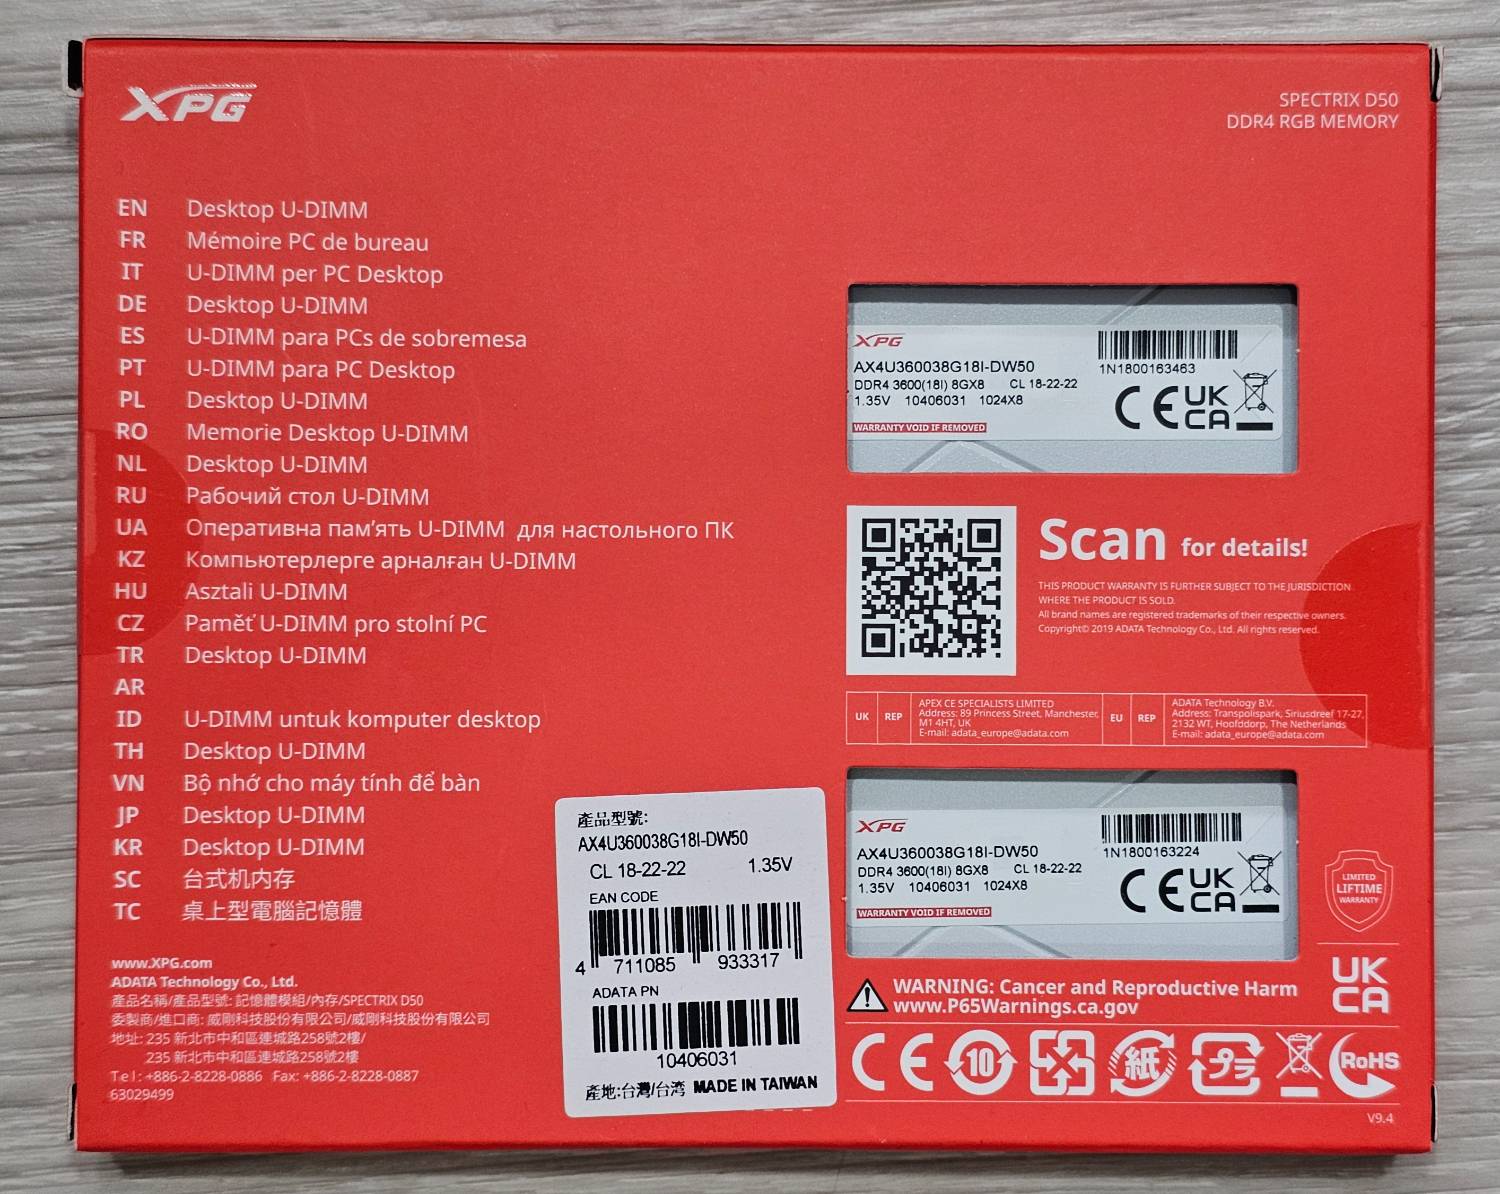 XPG
SPECTRIX D50
DDR4 RGB MEMORY
EN Desktop U-DIMM
FR Mémoire PC de bureau
IT U-DIMM per PC Desktop
DE Desktop U-DIMM
ES U-DIMM para PCs de sobremesa
PT U-DIMM para PC Desktop
PL Desktop U-DIMM
RO Memorie Desktop U-DIMM
NL Desktop U-DIMM
RU Рабочий стол U-DIMM
UA Оперативна пам’ять U-DIMM для настольного ПК
KZ Компьютерлерге арналған U-DIMM
HU Asztali U-DIMM
CZ Paměť U-DIMM pro stolní PC
TR Desktop U-DIMM
AR
ID U-DIMM untuk komputer desktop
TH Desktop U-DIMM
VN Bộ nhớ cho máy tính để bàn
JP Desktop U-DIMM
KR Desktop U-DIMM
SC 台式机内存
TC 桌上型電腦記憶體
www.XPG.com
ADATA Technology Co., Ltd.
產品名稱/產品型號: 記憶體模組/內存/SPECTRIX D50
委製商/進口商: 威剛科技股份有限公司/威剛科技股份有限公司
地址: 235 新北市中和區連城路258號2樓/
235 新北市中和區連城路258號2樓
Tel: +886-2-8228-0886 Fax: +886-2-8228-0887
63029499
產品型號:
AX4U360038G18I-DW50
CL 18-22-22 1.35V
EAN CODE
4 711085 933317
ADATA PN
10406031
產地:台灣/台湾 MADE IN TAIWAN
XPG
AX4U360038G18I-DW50
DDR4 3600(18I) 8GX8 CL 18-22-22
1.35V 10406031 1024X8
WARRANTY VOID IF REMOVED
1N1800163463
CE UK
CA
Scan for details!
THIS PRODUCT WARRANTY IS FURTHER SUBJECT TO THE JURISDICTION
WHERE THE PRODUCT IS SOLD.
All brand names are registered trademarks of their respective owners.
Copyright© 2019 ADATA Technology Co., Ltd. All rights reserved.
UK REP
APEX CE SPECIALISTS LIMITED
Address: 89 Princess Street, Manchester,
M1 4HT, UK
E-mail: adata_europe@adata.com
EU REP
ADATA Technology B.V.
Address: Transpolispark, Siriusdreef 17-27,
2132 WT, Hoofddorp, The Netherlands
E-mail: adata_europe@adata.com
XPG
AX4U360038G18I-DW50
DDR4 3600(18I) 8GX8 CL 18-22-22
1.35V 10406031 1024X8
WARRANTY VOID IF REMOVED
1N1800163224
CE UK
CA
LIMITED
LIFETIME
WARRANTY
WARNING: Cancer and Reproductive Harm
www.P65Warnings.ca.gov
UK
CA
CE 10 紙 プラ RoHS
V9.4